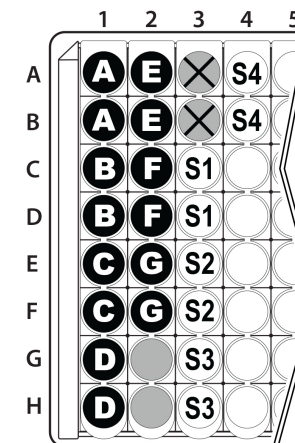 1 2 3 4 5
A A E S4
B A E S4
C B F S1
D B F S1
E C G S2
F C G S2
G D S3
H D S3